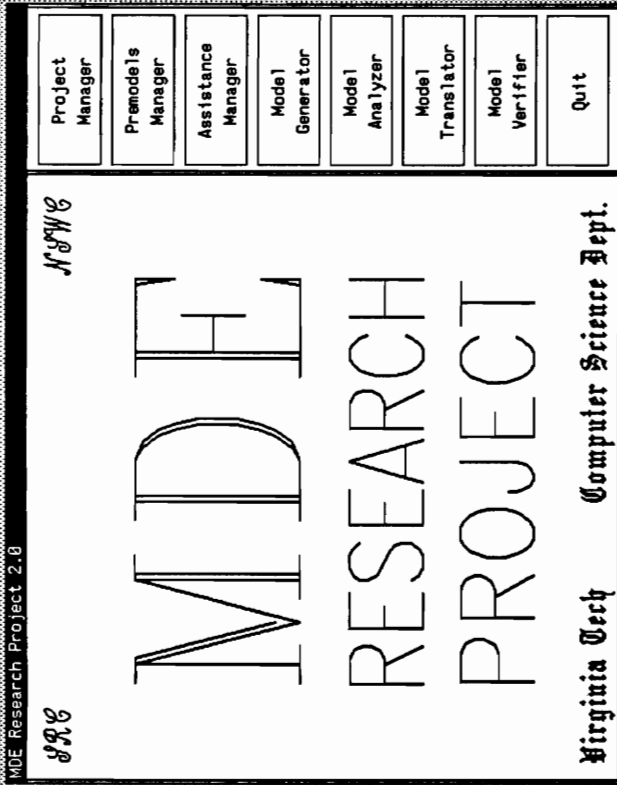 MDE Research Project 2.0
SRC NSWC
MDE
RESEARCH
PROJECT
Virginia Tech Computer Science Dept.
Project
Manager
Premodels
Manager
Assistance
Manager
Model
Generator
Model
Analyzer
Model
Translator
Model
Verifier
Quit